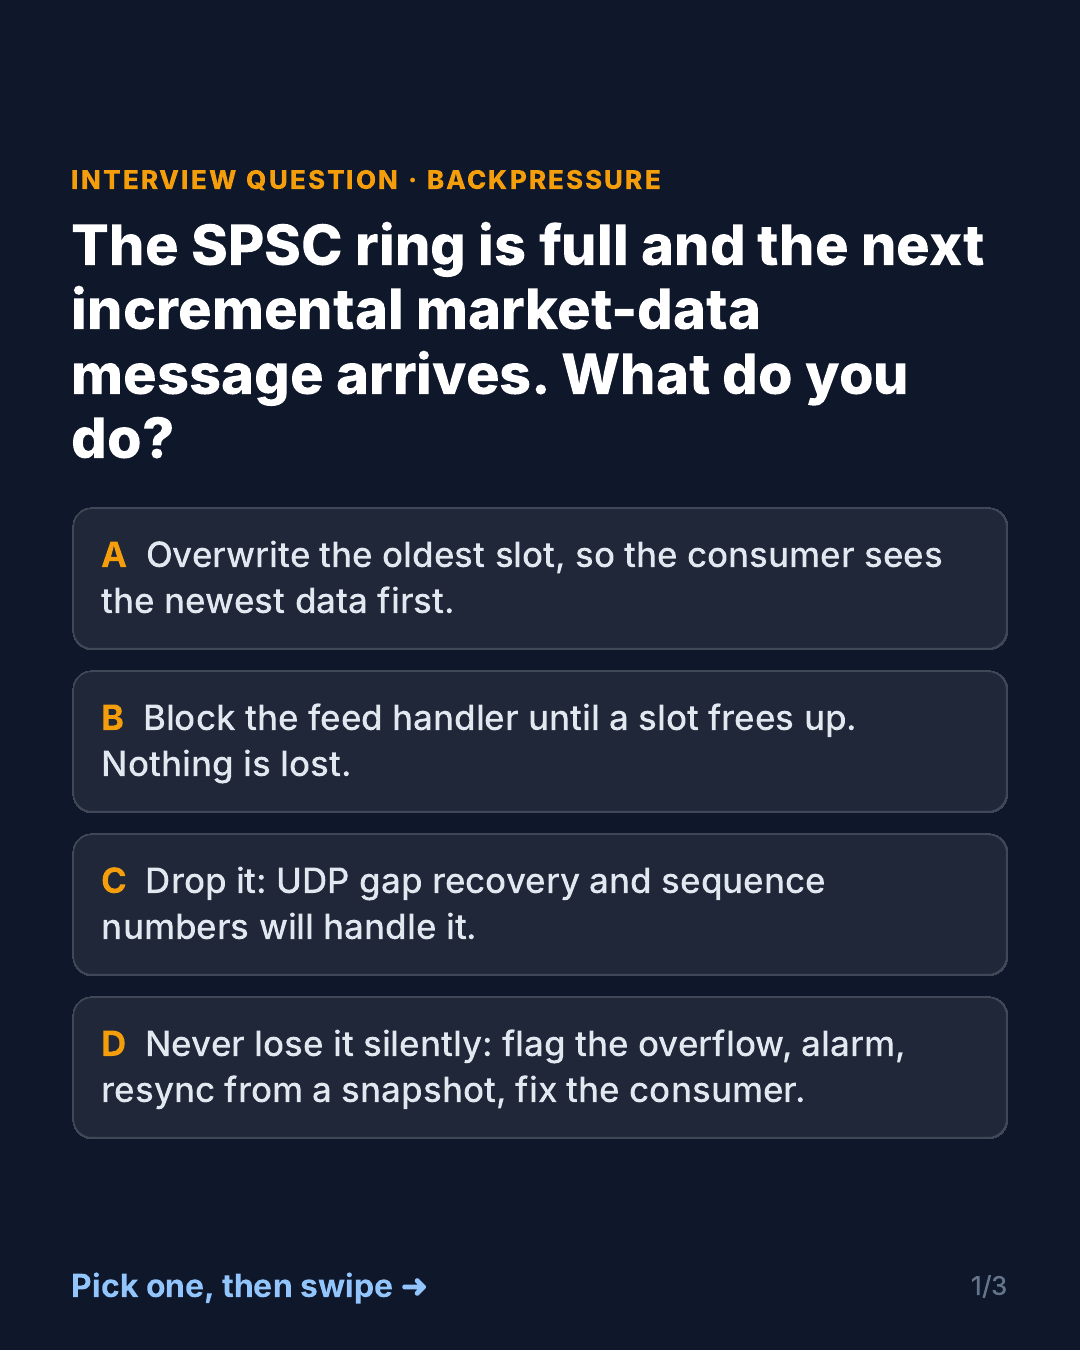 INTERVIEW QUESTION · BACKPRESSURE
The SPSC ring is full and the next
incremental market-data
message arrives. What do you
do?
A Overwrite the oldest slot, so the consumer sees
the newest data first.
B Block the feed handler until a slot frees up.
Nothing is lost.
C Drop it: UDP gap recovery and sequence
numbers will handle it.
D Never lose it silently: flag the overflow, alarm,
resync from a snapshot, fix the consumer.
Pick one, then swipe ➜
1/3